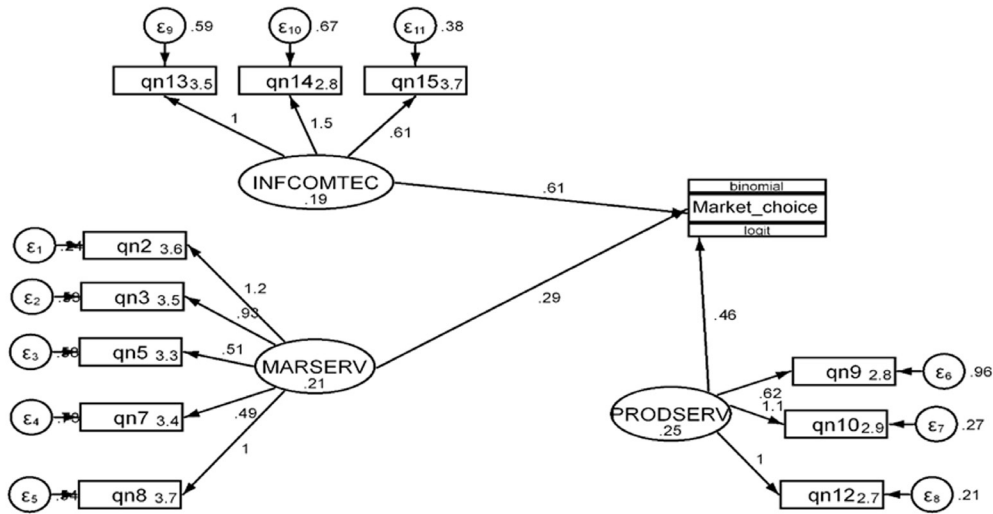 ε9 .59 ε10 .67 ε11 .38
qn13 3.5 qn14 2.8 qn15 3.7
1 1.5 .61
INFCOMTEC
.19
.61
binomial
Market_choice
logit
ε1 qn2 3.6
1.2
ε2 qn3 3.5
.93
.29
.46
ε3 qn5 3.3
.51
MARSERV
.21
ε4 qn7 3.4
.49
ε5 qn8 3.7
1
qn9 2.8 ε6 .96
.62
PRODSERV
.25
1.1
qn10 2.9 ε7 .27
1
qn12 2.7 ε8 .21